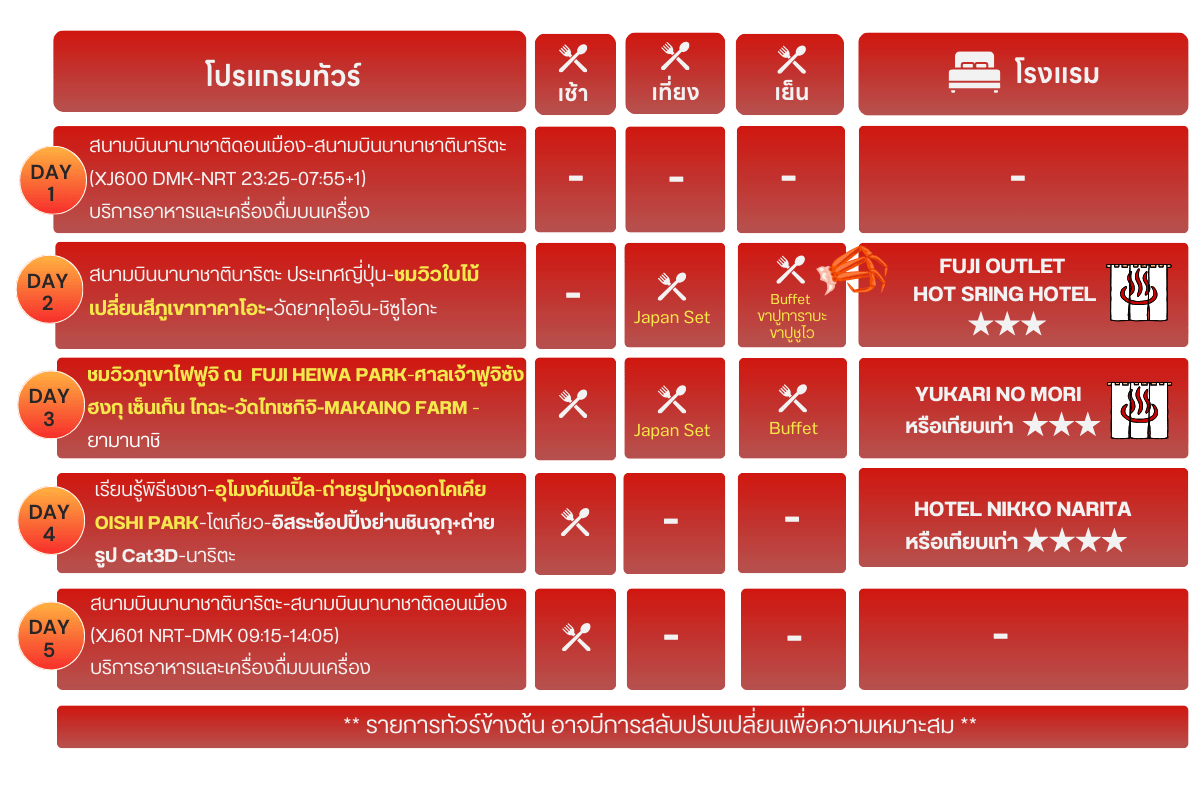 โปรแกรมทัวร์
เช้า
เที่ยง
เย็น
โรงแรม
DAY
1
สนามบินนานาชาติดอนเมือง-สนามบินนานาชาตินาริตะ
(XJ600 DMK-NRT 23:25-07:55+1)
บริการอาหารและเครื่องดื่มบนเครื่อง
-
-
-
-
DAY
2
สนามบินนานาชาตินาริตะ ประเทศญี่ปุ่น-ชมวิวใบไม้
เปลี่ยนสีภูเขาทาคาโอะ-วัดยาคุโออิน-ชิซูโอกะ
-
Japan Set
Buffet
ขาปูทาราบะ
ขาปูซูไว
FUJI OUTLET
HOT SRING HOTEL
★★★
DAY
3
ชมวิวภูเขาไฟฟูจิ ณ FUJI HEIWA PARK-ศาลเจ้าฟูจิซัง
ฮงกุ เซ็นเก็น ไทฉะ-วัดไทเซกิจิ-MAKAINO FARM -
ยามานาชิ
Japan Set
Buffet
YUKARI NO MORI
หรือเทียบเท่า ★★★
DAY
4
เรียนรู้พิธีชงชา-อุโมงค์เมเปิ้ล-ถ่ายรูปทุ่งดอกโคเคีย
OISHI PARK-โตเกียว-อิสระช้อปปิ้งย่านชินจุกุ+ถ่าย
รูป Cat3D-นาริตะ
-
-
HOTEL NIKKO NARITA
หรือเทียบเท่า ★★★★
DAY
5
สนามบินนานาชาตินาริตะ-สนามบินนานาชาติดอนเมือง
(XJ601 NRT-DMK 09:15-14:05)
บริการอาหารและเครื่องดื่มบนเครื่อง
-
-
-
** รายการทัวร์ข้างต้น อาจมีการสลับปรับเปลี่ยนเพื่อความเหมาะสม **